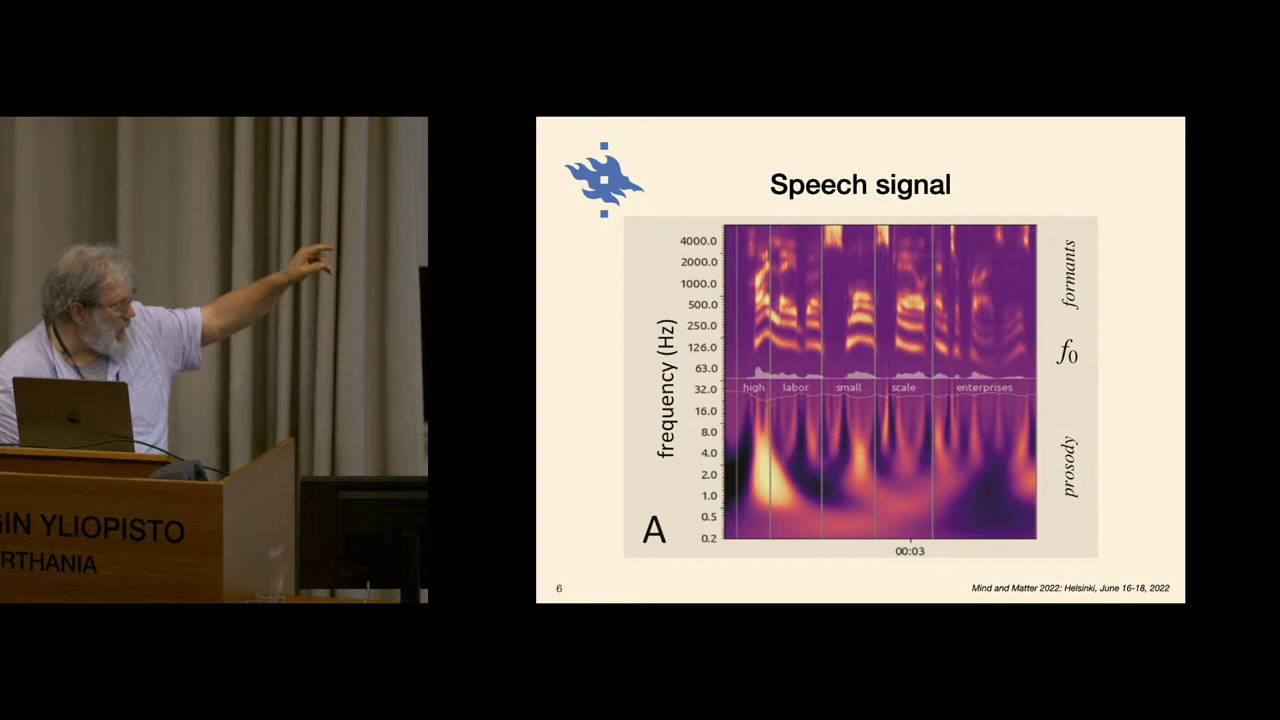 GIN YLIOPISTO
RTHANIA
Speech signal
4000.0
2000.0
1000.0
500.0
250.0
126.0
63.0
32.0
16.0
8.0
4.0
2.0
1.0
0.5
0.2
frequency (Hz)
high labor small scale enterprises
formants
f0
prosody
A
00:03
6
Mind and Matter 2022: Helsinki, June 16-18, 2022